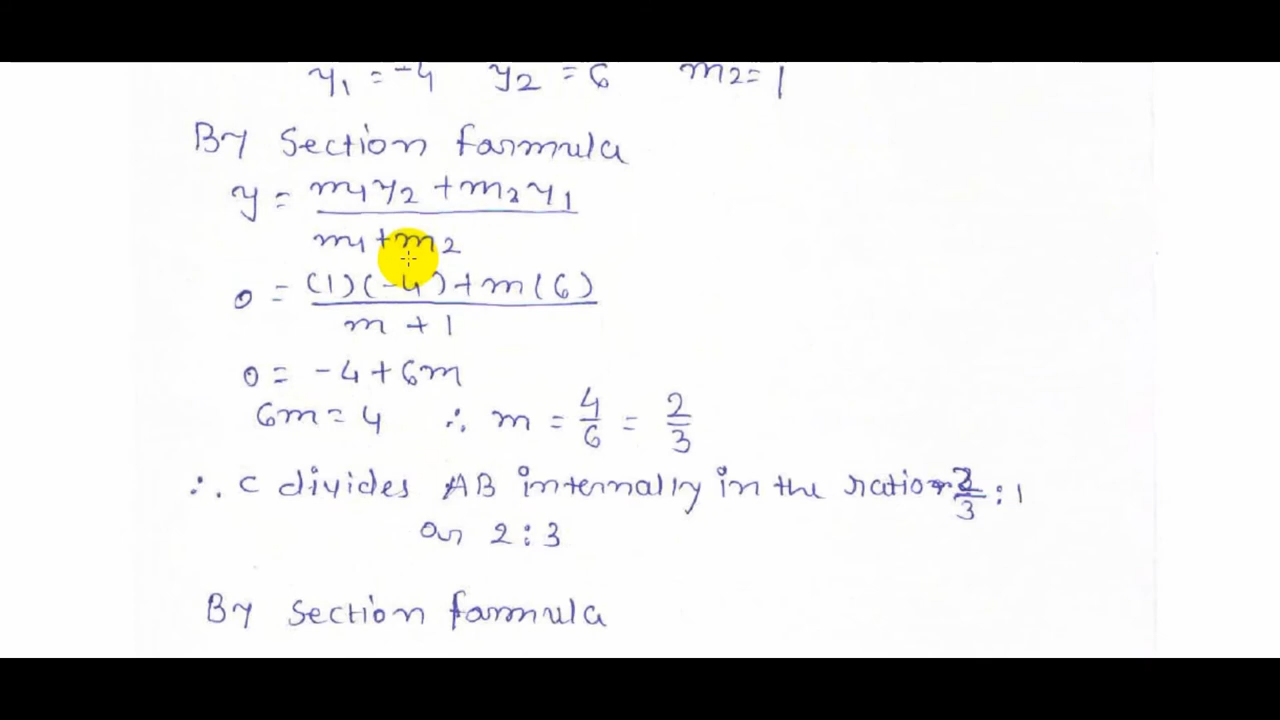 y₁ = -4 y₂ = 6 m2 = 1
By Section formula
y = m₁y₂ + m₂y₁
m₁ + m₂
0 = (1)(-4) + m(6)
m + 1
0 = -4 + 6m
6m = 4 ∴ m = 4/6 = 2/3
∴ C divides AB internally in the ratio 2/3 : 1
Or 2 : 3
By Section formula